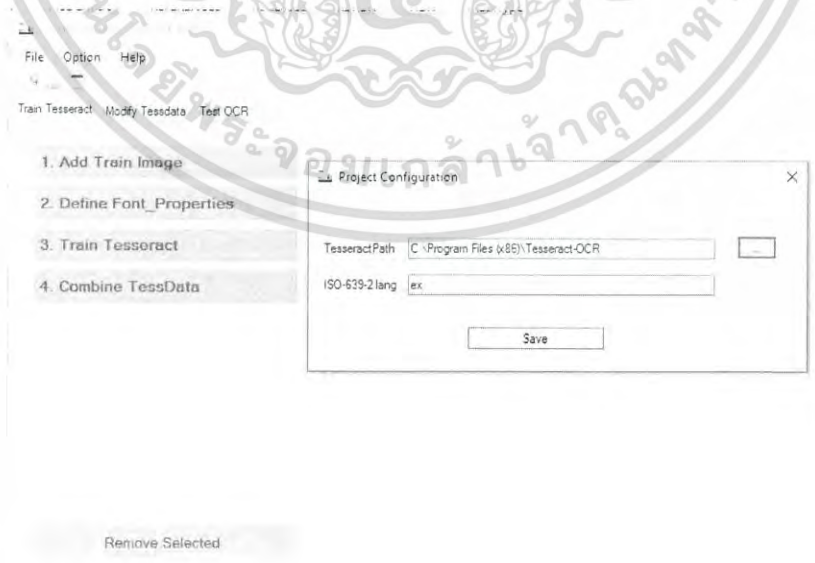 File Option Help
Train Tesseract Modify Tessdata Test OCR
1. Add Train Image
2. Define Font_Properties
3. Train Tesseract
4. Combine TessData
Project Configuration
TesseractPath C:\Program Files (x86)\Tesseract-OCR ...
ISO-639-2 lang ex
Save
Remove Selected